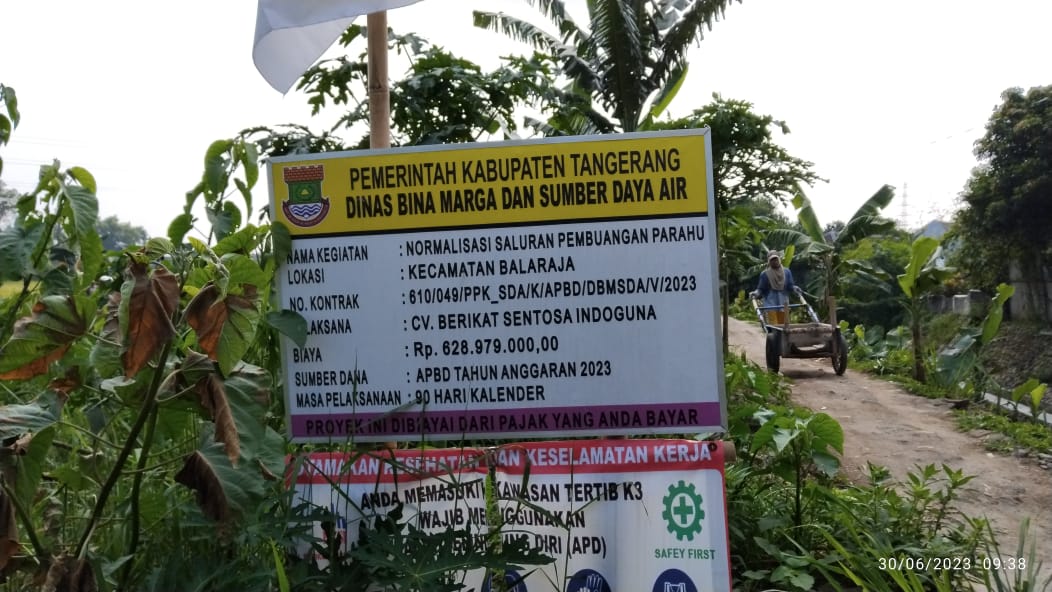 PEMERINTAH KABUPATEN TANGERANG
DINAS BINA MARGA DAN SUMBER DAYA AIR
NAMA KEGIATAN : NORMALISASI SALURAN PEMBUANGAN PARAHU
LOKASI : KECAMATAN BALARAJA
NO. KONTRAK : 610/049/PPK_SDA/K/APBD/DBMSDA/V/2023
: CV. BERIKAT SENTOSA INDOGUNA
BIAYA : Rp. 628.979.000,00
SUMBER DANA : APBD TAHUN ANGGARAN 2023
MASA PELAKSANAAN : 90 HARI KALENDER
PROYEK INI DIBIAYAI DARI PAJAK YANG ANDA BAYAR
KESEHATAN DAN KESELAMATAN KERJA
ANDA MEMASUKI KAWASAN TERTIB K3
WAJIB MENGGUNAKAN
DIRI (APD)
SAFEY FIRST
30/06/2023 09:38